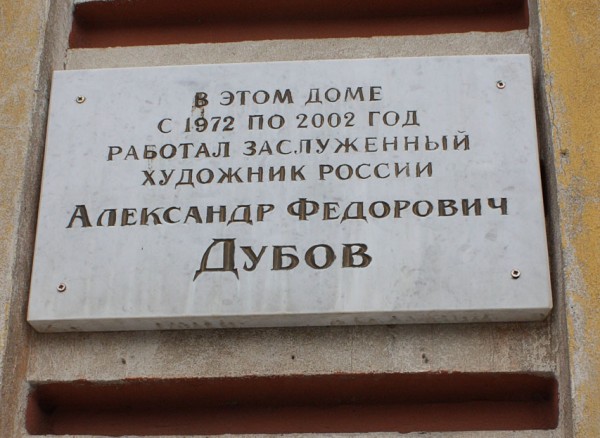 В ЭТОМ ДОМЕ
С 1972 ПО 2002 ГОД
РАБОТАЛ ЗАСЛУЖЕННЫЙ
ХУДОЖНИК РОССИИ
АЛЕКСАНДР ФЕДОРОВИЧ
ДУБОВ